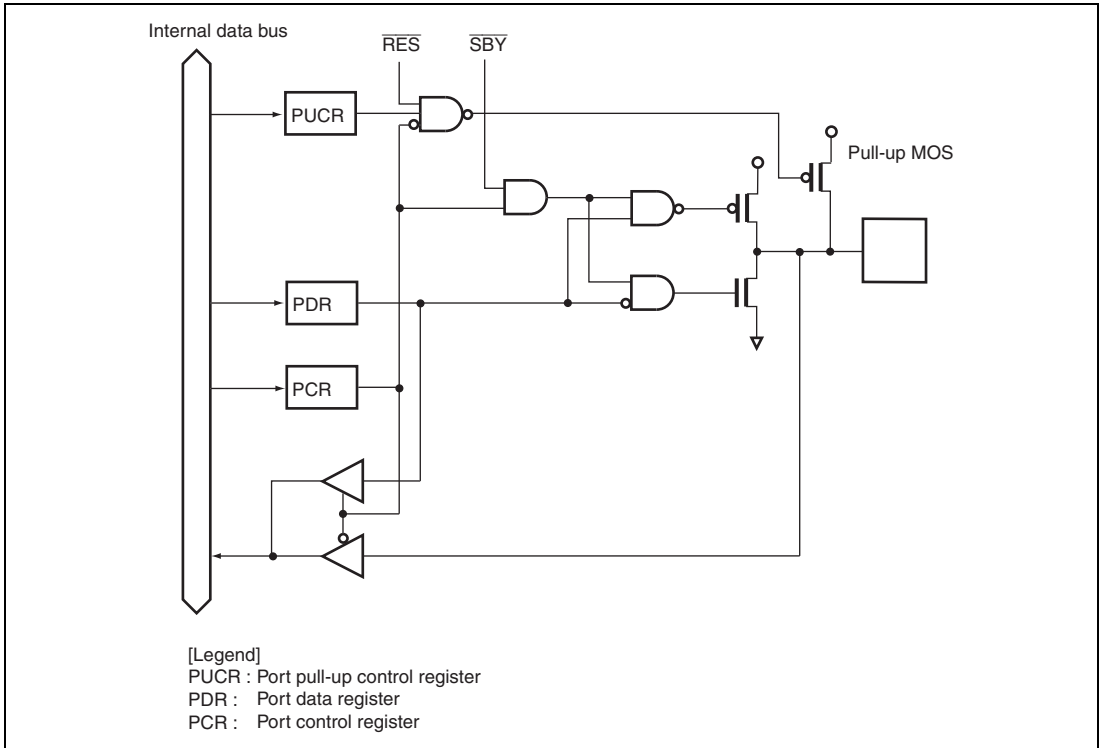 Internal data bus
RES
SBY
PUCR
Pull-up MOS
PDR
PCR
[Legend]
PUCR : Port pull-up control register
PDR : Port data register
PCR : Port control register